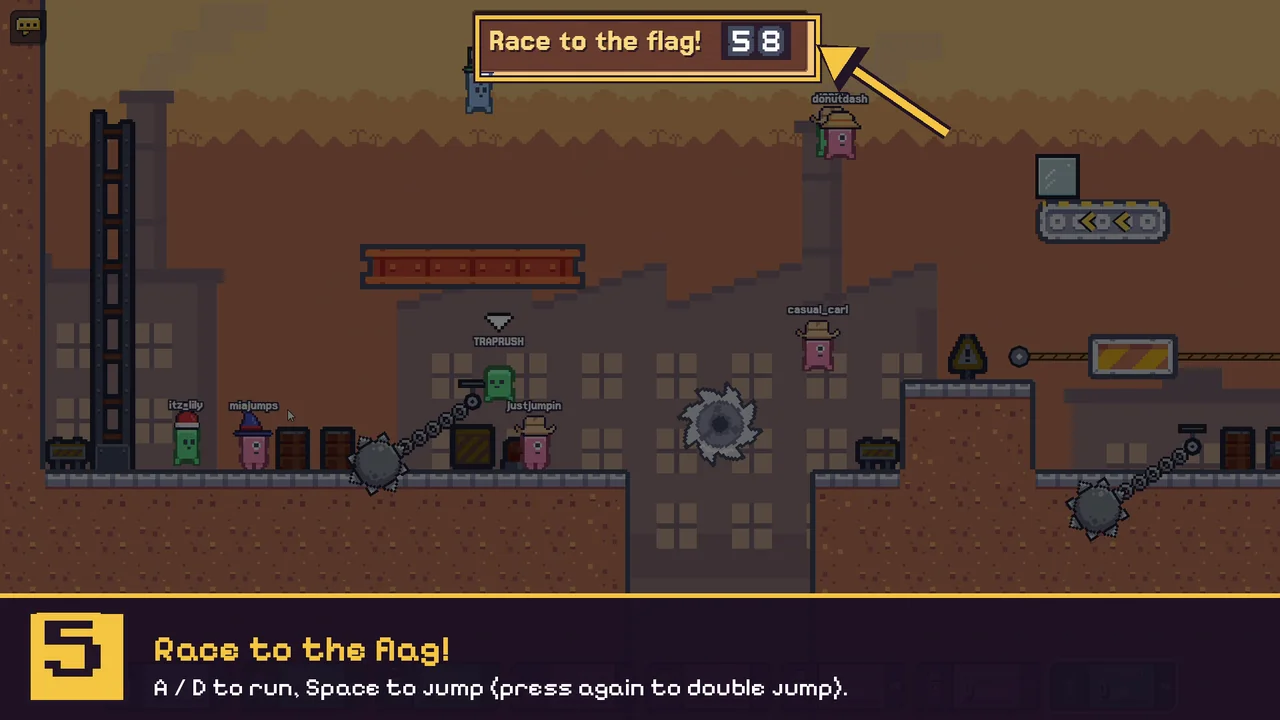 Race to the flag! 58
donutdash
casual_carl
TRAPRUSH
itz_lily
miajumps
justjumpin
5
Race to the flag!
A / D to run, Space to jump (press again to double jump).